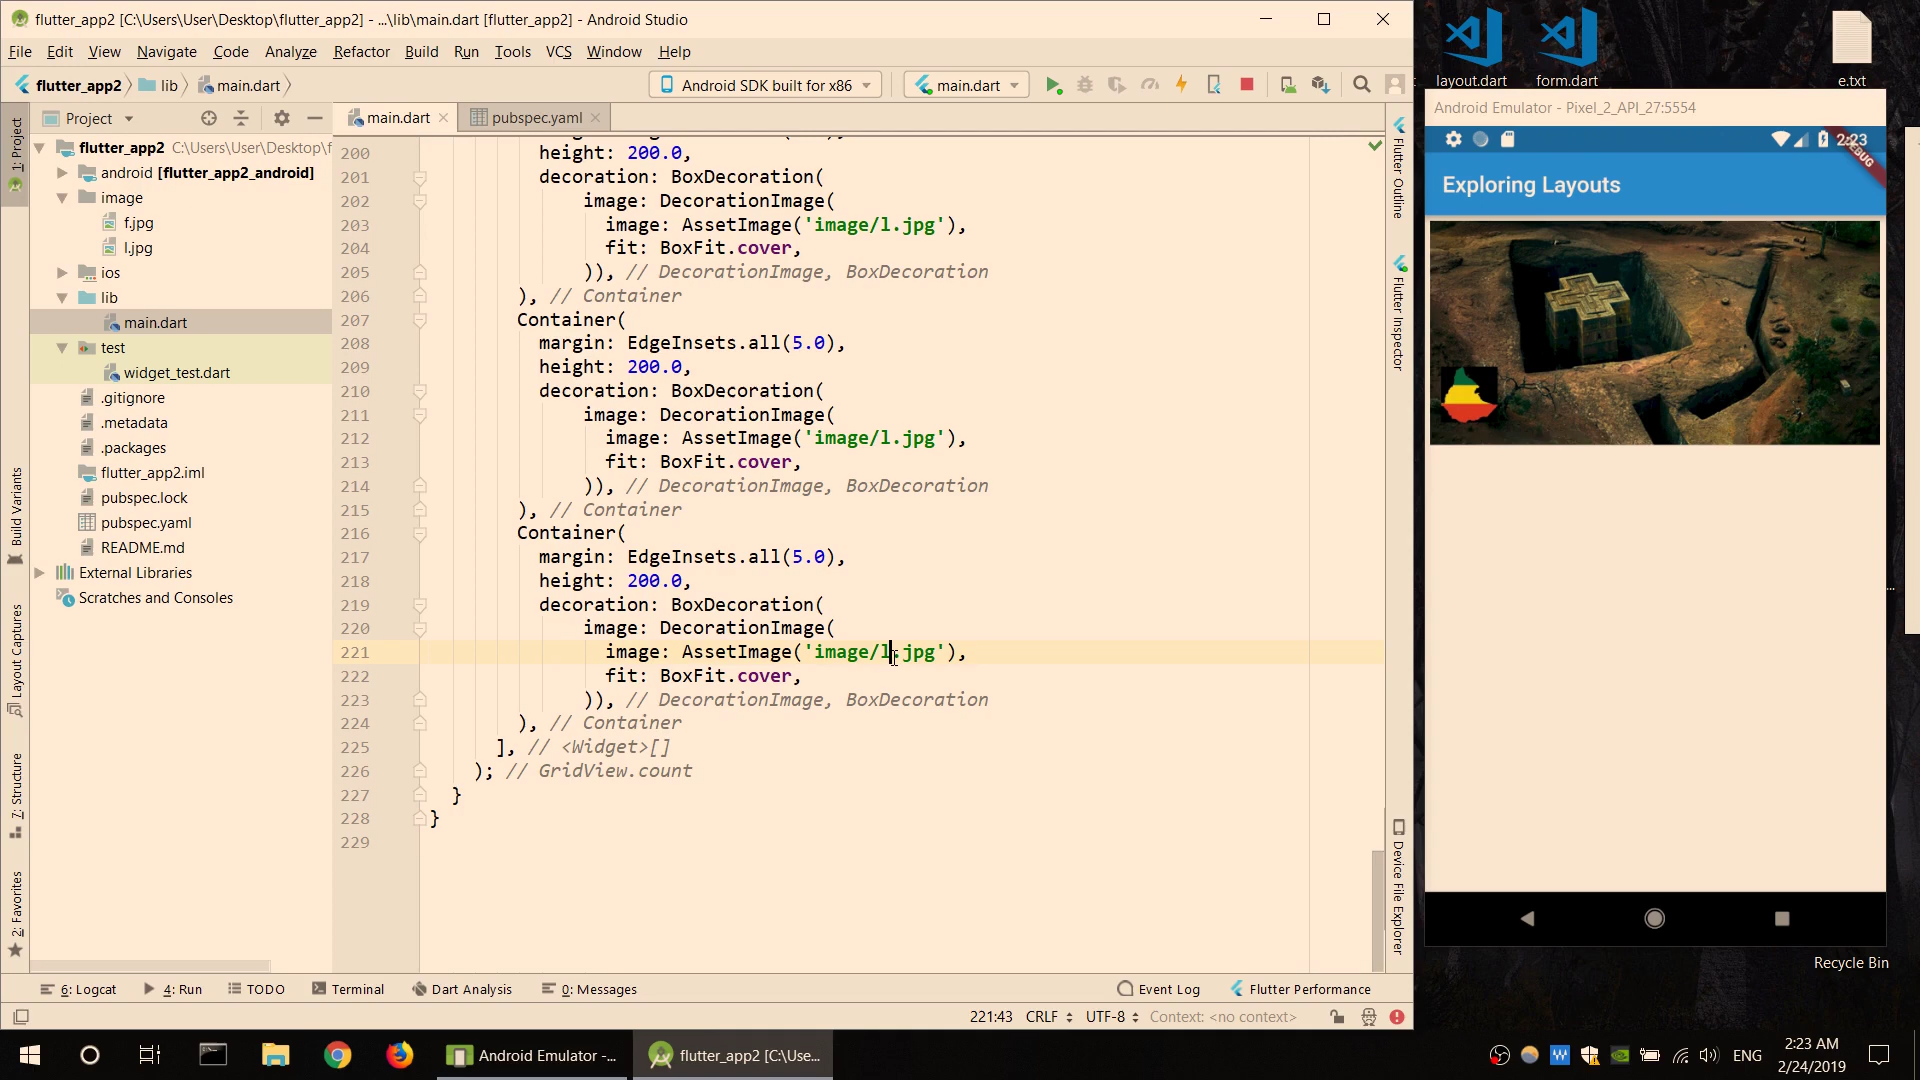 flutter_app2 [C:\Users\User\Desktop\flutter_app2] - ...\lib\main.dart [flutter_app2] - Android Studio
File Edit View Navigate Code Analyze Refactor Build Run Tools VCS Window Help
flutter_app2 lib main.dart
Android SDK built for x86
main.dart
Project
main.dart
pubspec.yaml
1: Project
Build Variants
Layout Captures
7: Structure
2: Favorites
flutter_app2 C:\Users\User\Desktop\f
android [flutter_app2_android]
image
f.jpg
l.jpg
ios
lib
main.dart
test
widget_test.dart
.gitignore
.metadata
.packages
flutter_app2.iml
pubspec.lock
pubspec.yaml
README.md
External Libraries
Scratches and Consoles
200 height: 200.0,
201 decoration: BoxDecoration(
202 image: DecorationImage(
203 image: AssetImage('image/l.jpg'),
204 fit: BoxFit.cover,
205 )), // DecorationImage, BoxDecoration
206 ), // Container
207 Container(
208 margin: EdgeInsets.all(5.0),
209 height: 200.0,
210 decoration: BoxDecoration(
211 image: DecorationImage(
212 image: AssetImage('image/l.jpg'),
213 fit: BoxFit.cover,
214 )), // DecorationImage, BoxDecoration
215 ), // Container
216 Container(
217 margin: EdgeInsets.all(5.0),
218 height: 200.0,
219 decoration: BoxDecoration(
220 image: DecorationImage(
221 image: AssetImage('image/l.jpg'),
222 fit: BoxFit.cover,
223 )), // DecorationImage, BoxDecoration
224 ), // Container
225 ], // <Widget>[]
226 ); // GridView.count
227 }
228 }
229
Flutter Outline
Flutter Inspector
Device File Explorer
6: Logcat 4: Run TODO Terminal Dart Analysis 0: Messages Event Log Flutter Performance
221:43 CRLF UTF-8 Context: <no context>
layout.dart
form.dart
e.txt
Android Emulator - Pixel_2_API_27:5554
2:23
DEBUG
Exploring Layouts
...
Recycle Bin
Android Emulator -...
flutter_app2 [C:\Use...
ENG
2:23 AM
2/24/2019